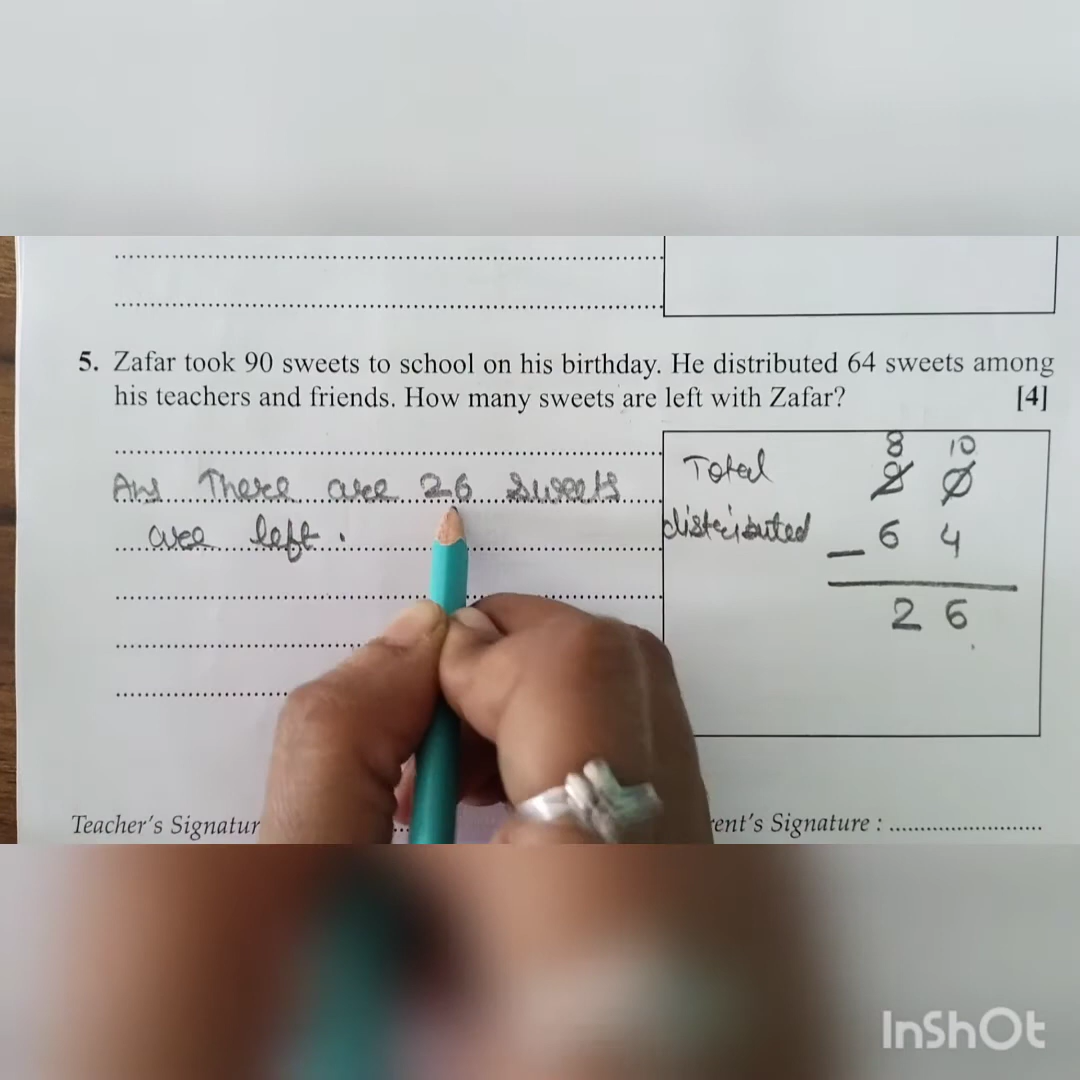 5. Zafar took 90 sweets to school on his birthday. He distributed 64 sweets among
his teachers and friends. How many sweets are left with Zafar? [4]
Ans There are 26 sweets
are left.
8 10
Total 9 0
distributed – 6 4
2 6
Teacher's Signatur
ent's Signature :
InShOt